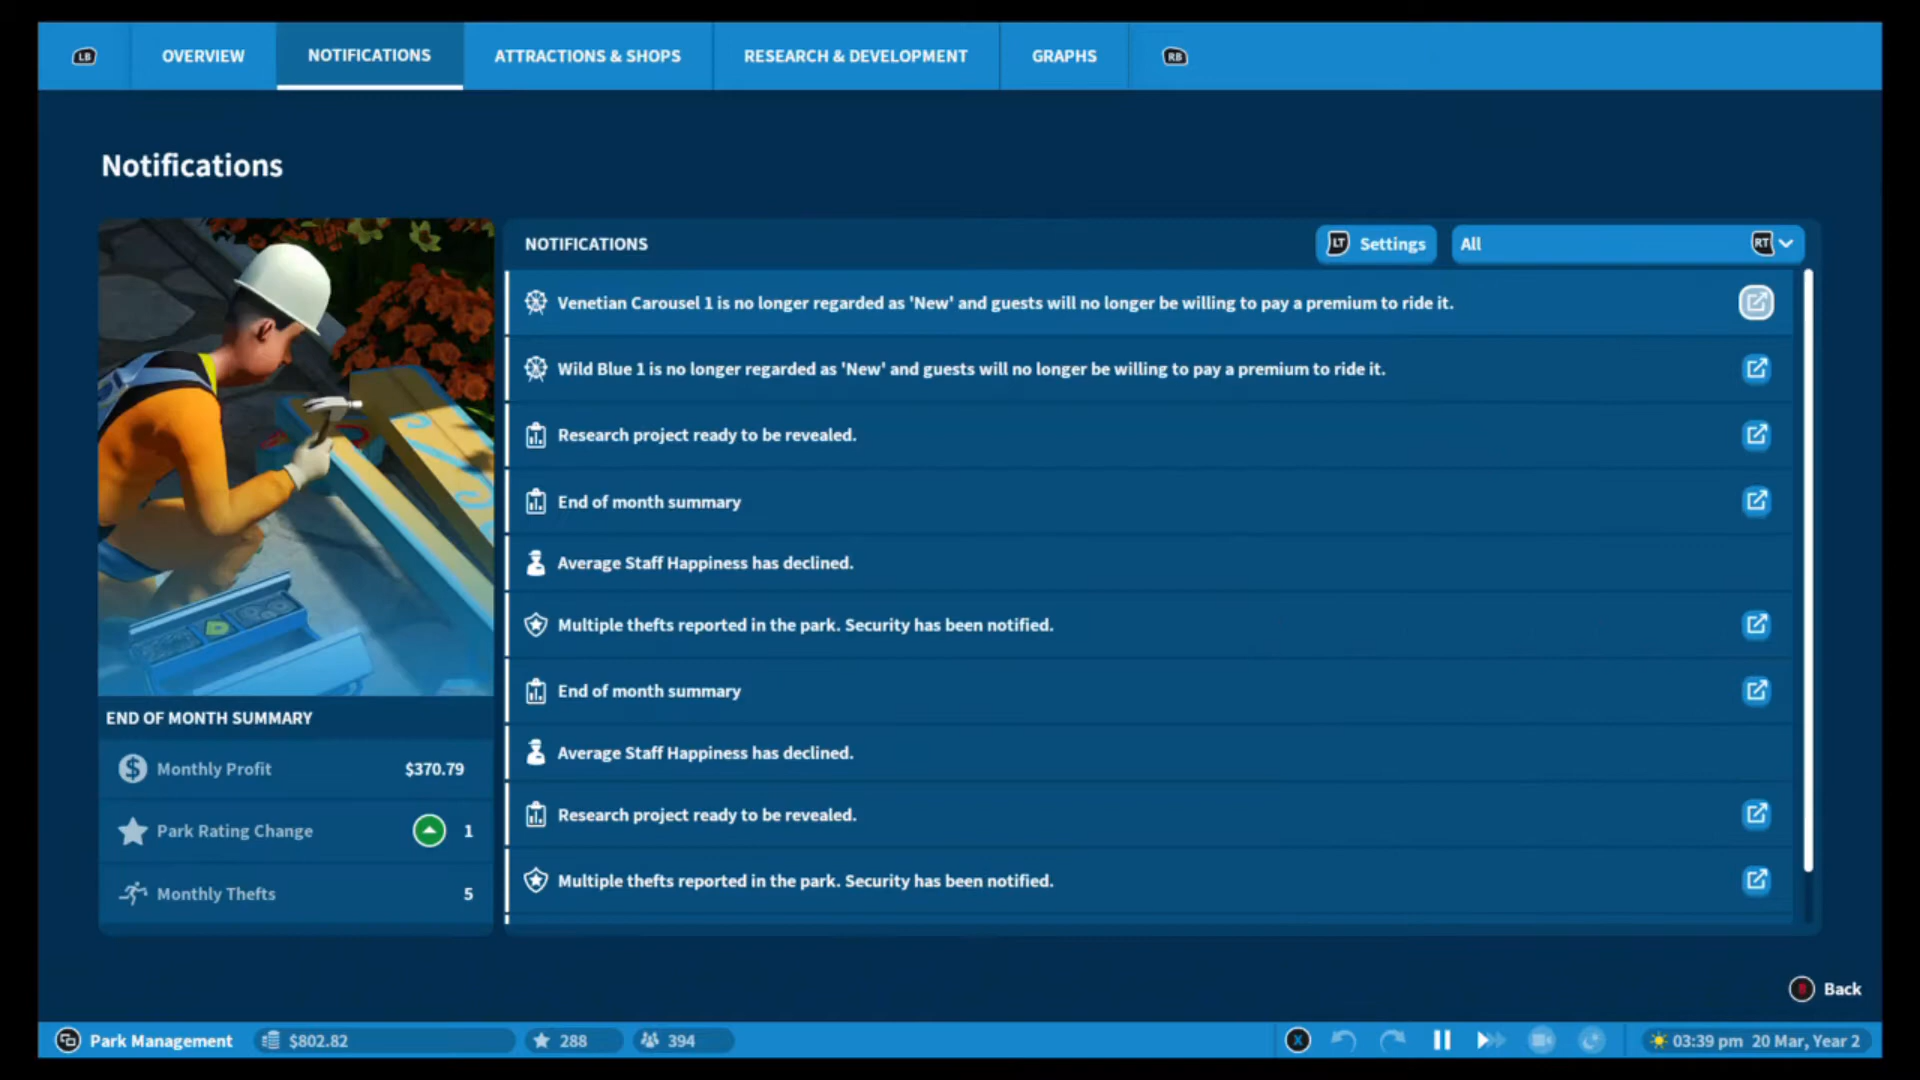 LB OVERVIEW NOTIFICATIONS ATTRACTIONS & SHOPS RESEARCH & DEVELOPMENT GRAPHS RB
Notifications
NOTIFICATIONS LT Settings All RT
Venetian Carousel 1 is no longer regarded as 'New' and guests will no longer be willing to pay a premium to ride it.
Wild Blue 1 is no longer regarded as 'New' and guests will no longer be willing to pay a premium to ride it.
Research project ready to be revealed.
End of month summary
Average Staff Happiness has declined.
Multiple thefts reported in the park. Security has been notified.
End of month summary
Average Staff Happiness has declined.
Research project ready to be revealed.
Multiple thefts reported in the park. Security has been notified.
END OF MONTH SUMMARY
Monthly Profit $370.79
Park Rating Change 1
Monthly Thefts 5
B Back
Park Management $802.82 288 394 X 03:39 pm 20 Mar, Year 2